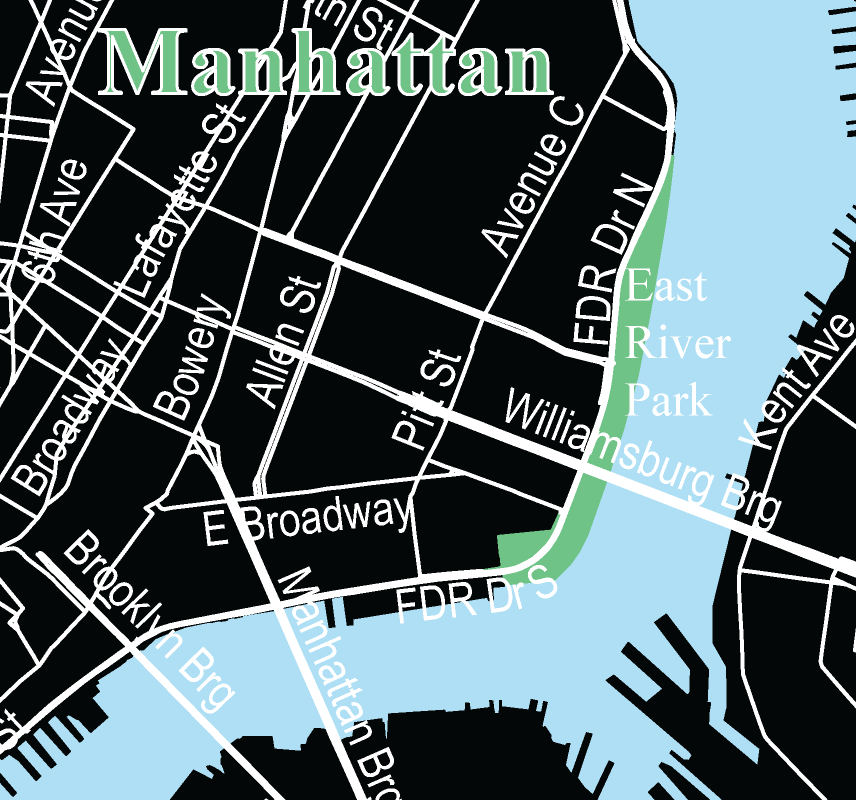 Manhattan
Avenue
St
Lafayette St
6th Ave
Avenue C
FDR Dr N
East
River
Park
Kent Ave
Allen St
Bowery
Broadway
Pitt St
Williamsburg Brg
E Broadway
FDR Dr S
Brooklyn Brg
Manhattan Brg
St